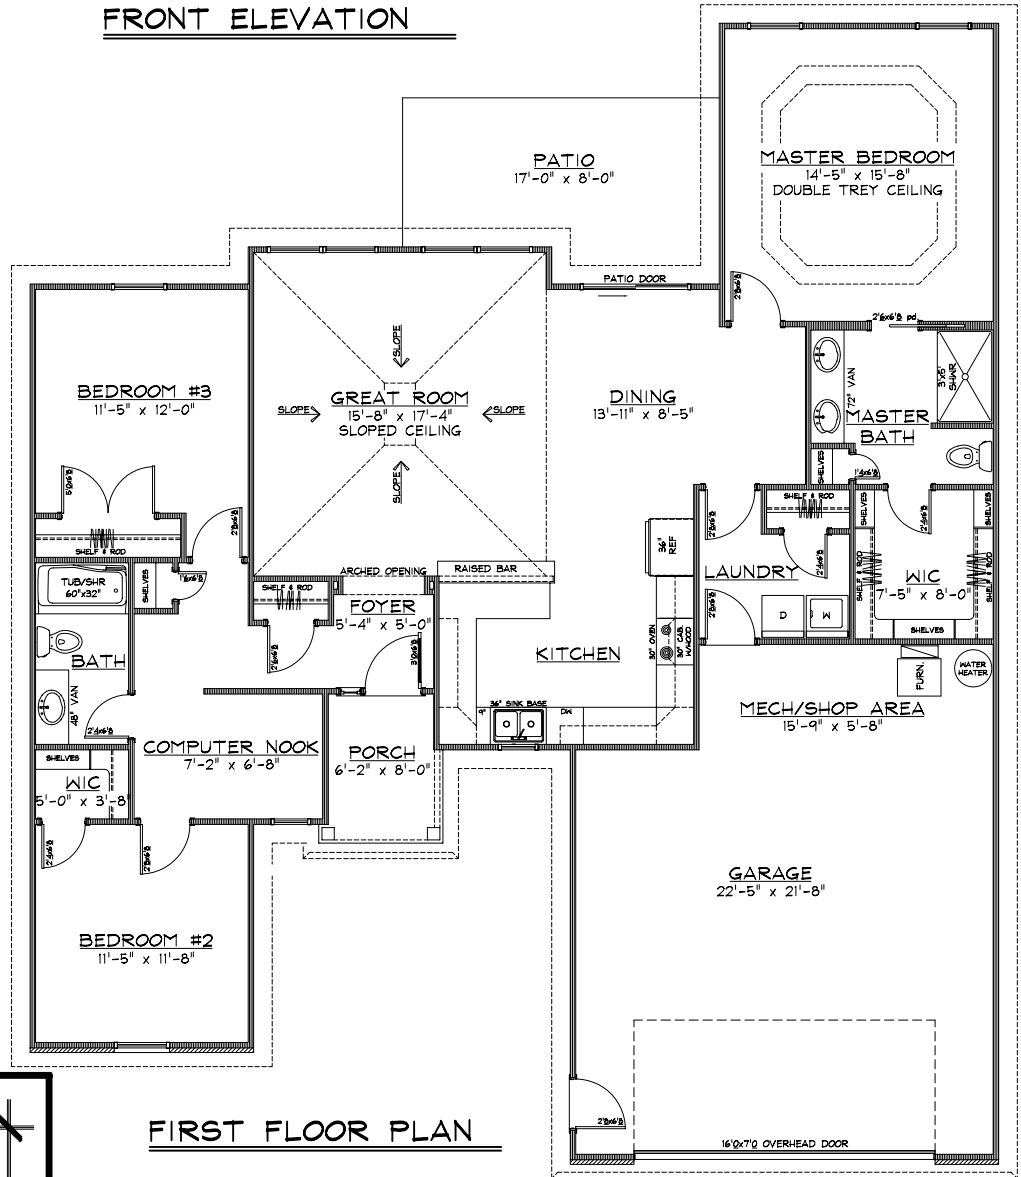 FRONT ELEVATION
PATIO
17'-0" x 8'-0"
MASTER BEDROOM
14'-5" x 15'-8"
DOUBLE TREY CEILING
PATIO DOOR
2'8x6'8
2'6x6'8 pd
BEDROOM #3
11'-5" x 12'-0"
5'0x6'8
SHELF & ROD
2'8x6'8
SLOPE
SLOPE
GREAT ROOM
15'-8" x 17'-4"
SLOPED CEILING
SLOPE
SLOPE
DINING
13'-11" x 8'-5"
72" VAN
3'x5'
SHWR
MASTER
BATH
SHELVES
1'4x6'8
TUB/SHR
60"x32"
SHELVES
1'6x6'8
SHELF & ROD
ARCHED OPENING
RAISED BAR
36"
REF
2'8x6'8
SHELF & ROD
2'4x6'8
LAUNDRY
2'8x6'8
D
W
SHELVES
2'4x6'8
SHELVES
SHELF & ROD
WIC
7'-5" x 8'-0"
SHELF & ROD
SHELVES
FOYER
5'-4" x 5'-0"
2'6x6'8
3'0x6'8
BATH
48" VAN
2'4x6'8
KITCHEN
30" OVEN
30" CAB.
W/HOOD
36" SINK BASE
9"
DW
FURN.
WATER
HEATER
MECH/SHOP AREA
15'-9" x 5'-8"
COMPUTER NOOK
7'-2" x 6'-8"
PORCH
6'-2" x 8'-0"
SHELVES
WIC
5'-0" x 3'-8"
2'4x6'8
2'8x6'8
GARAGE
22'-5" x 21'-8"
BEDROOM #2
11'-5" x 11'-8"
2'8x6'8
16'0x7'0 OVERHEAD DOOR
FIRST FLOOR PLAN